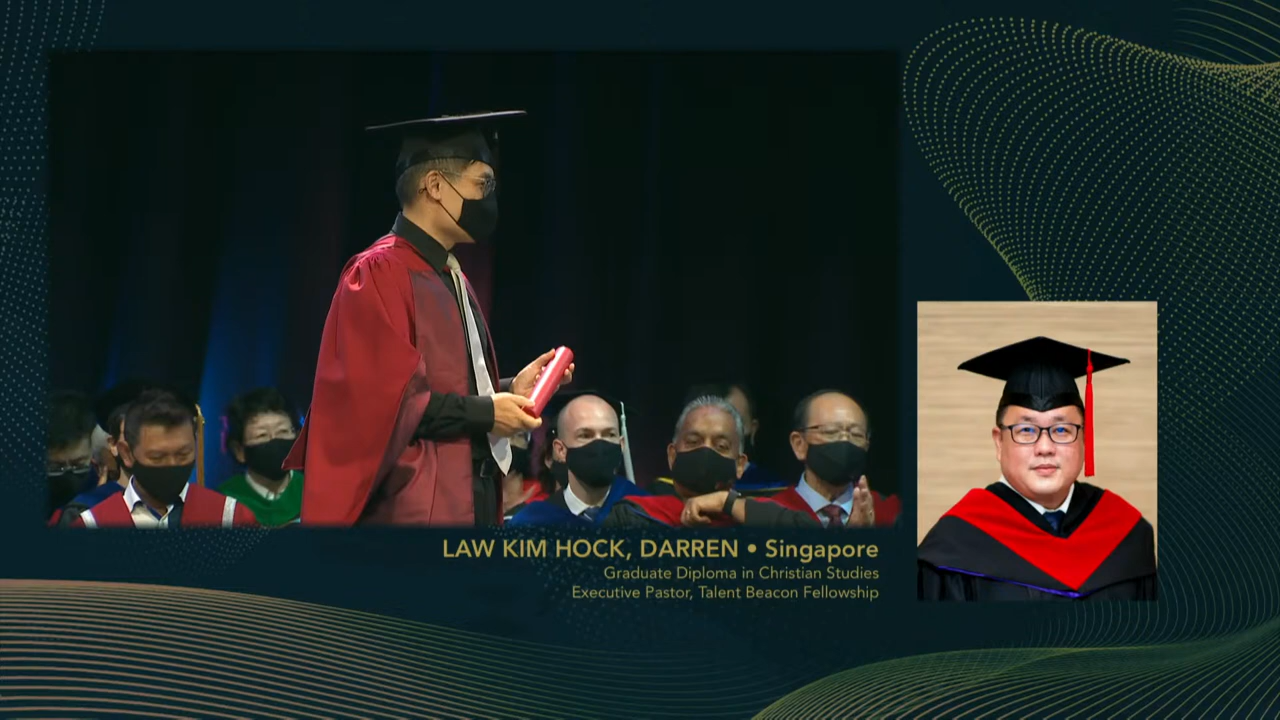 LAW KIM HOCK, DARREN • Singapore
Graduate Diploma in Christian Studies
Executive Pastor, Talent Beacon Fellowship